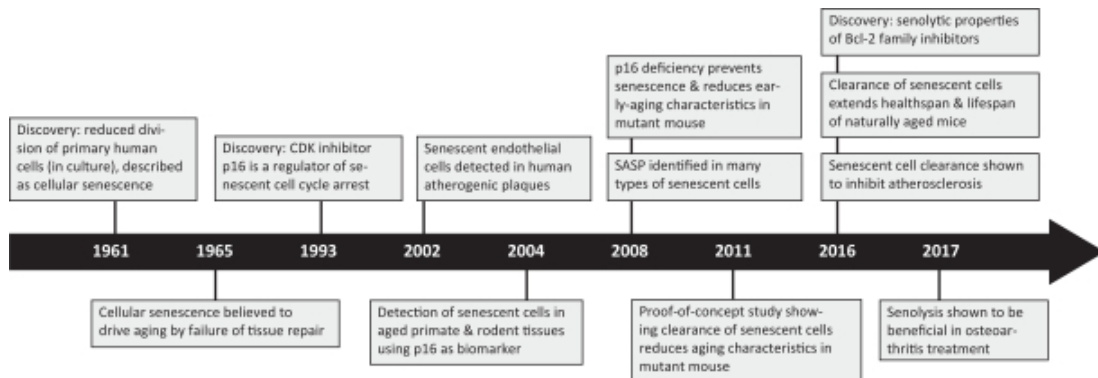 Discovery: reduced divi-
sion of primary human
cells (in culture), described
as cellular senescence
Discovery: CDK inhibitor
p16 is a regulator of se-
nescent cell cycle arrest
Senescent endothelial
cells detected in human
atherogenic plaques
p16 deficiency prevents
senescence & reduces ear-
ly-aging characteristics in
mutant mouse
SASP identified in many
types of senescent cells
Discovery: senolytic properties
of Bcl-2 family inhibitors
Clearance of senescent cells
extends healthspan & lifespan
of naturally aged mice
Senescent cell clearance shown
to inhibit atherosclerosis
1961 1965 1993 2002 2004 2008 2011 2016 2017
Cellular senescence believed to
drive aging by failure of tissue repair
Detection of senescent cells in
aged primate & rodent tissues
using p16 as biomarker
Proof-of-concept study show-
ing clearance of senescent cells
reduces aging characteristics in
mutant mouse
Senolysis shown to be
beneficial in osteoar-
thritis treatment